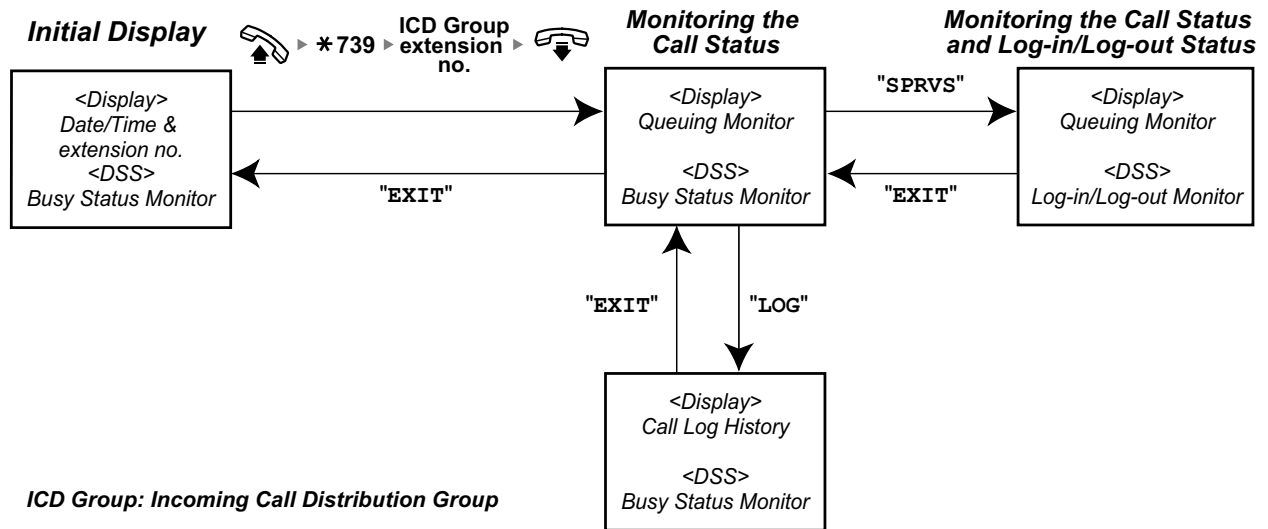 Initial Display
✳739
ICD Group
extension
no.
Monitoring the
Call Status
Monitoring the Call Status
and Log-in/Log-out Status
<Display>
Date/Time &
extension no.
<DSS>
Busy Status Monitor
"EXIT"
<Display>
Queuing Monitor
<DSS>
Busy Status Monitor
"SPRVS"
"EXIT"
<Display>
Queuing Monitor
<DSS>
Log-in/Log-out Monitor
"EXIT"
"LOG"
<Display>
Call Log History
<DSS>
Busy Status Monitor
ICD Group: Incoming Call Distribution Group